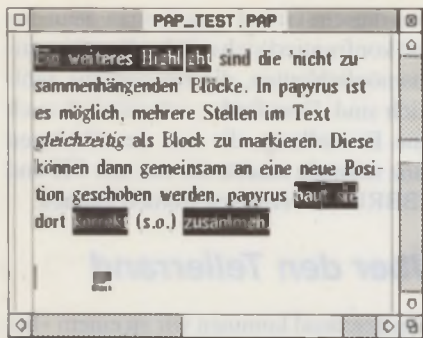 PAP_TEST.PAP
Ein weiteres Highlight sind die 'nicht zu-
sammenhängenden' Blöcke. In papyrus ist
es möglich, mehrere Stellen im Text
gleichzeitig als Block zu markieren. Diese
können dann gemeinsam an eine neue Posi-
tion geschoben werden. papyrus baut sie
dort korrekt (s.o.) zusammen.